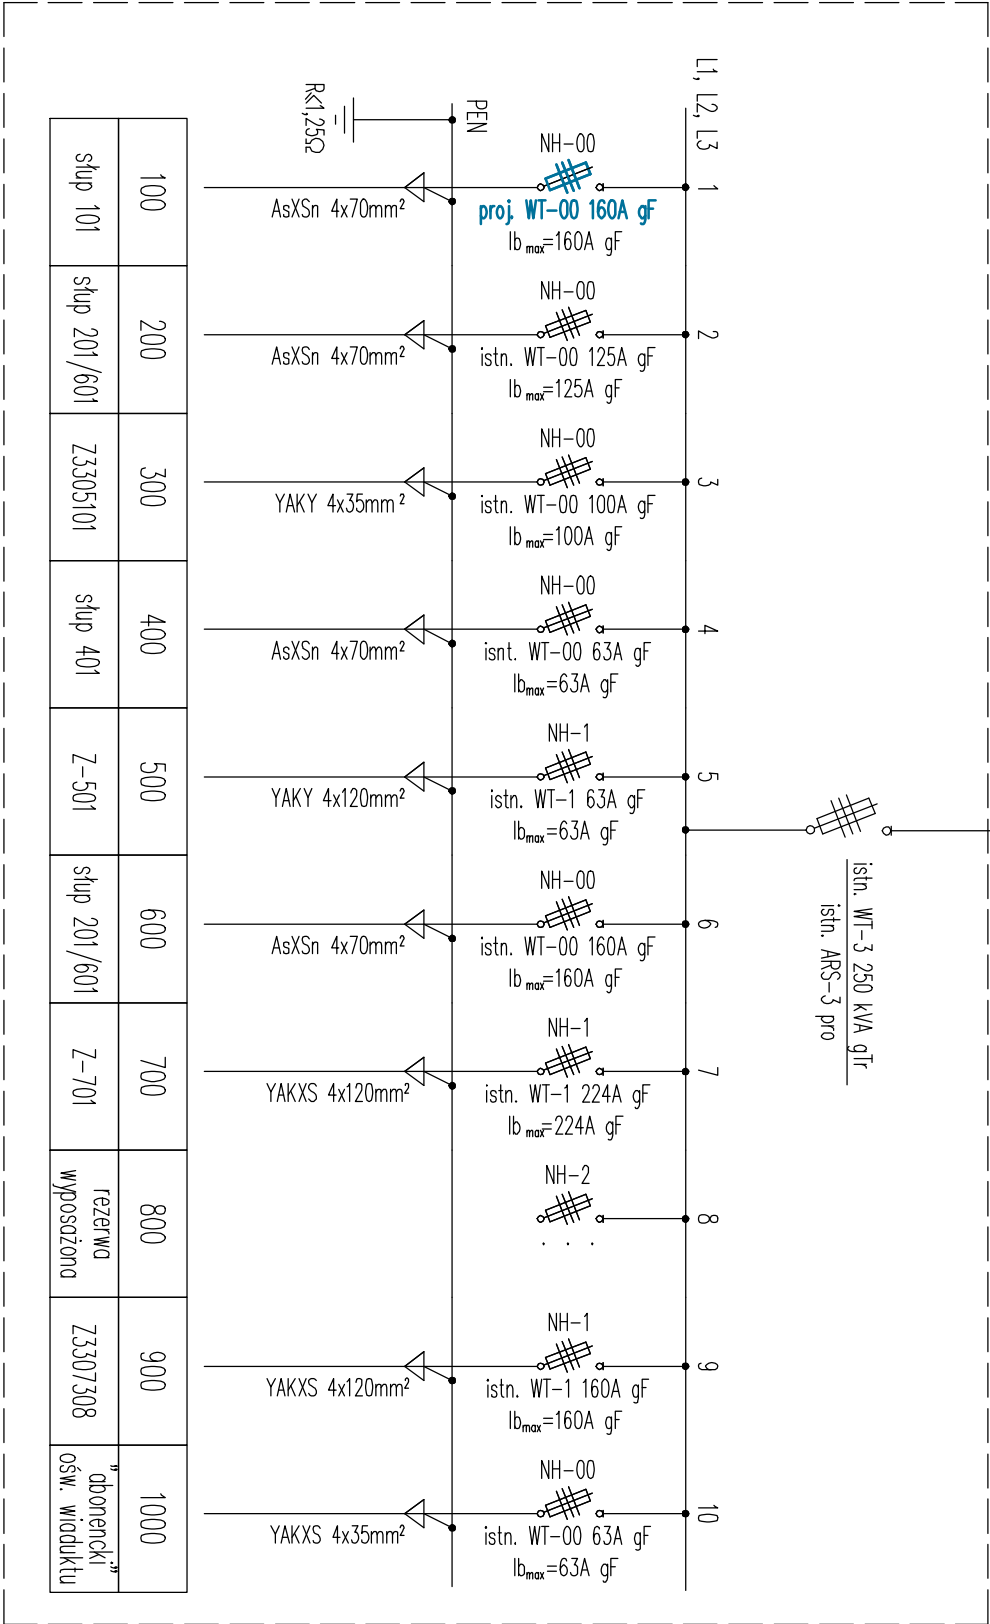 L1, L2, L3
PEN
R≤1,25Ω
istn. WT-3 250 kVA gTr
istn. ARS-3 pro
1
NH-00
proj. WT-00 160A gF
Ib max=160A gF
AsXSn 4x70mm²
100
słup 101
2
NH-00
istn. WT-00 125A gF
Ib max=125A gF
AsXSn 4x70mm²
200
słup 201/601
3
NH-00
istn. WT-00 100A gF
Ib max=100A gF
YAKY 4x35mm²
300
Z3305101
4
NH-00
isnt. WT-00 63A gF
Ibmax=63A gF
AsXSn 4x70mm²
400
słup 401
5
NH-1
istn. WT-1 63A gF
Ibmax=63A gF
YAKY 4x120mm²
500
Z-501
6
NH-00
istn. WT-00 160A gF
Ib max=160A gF
AsXSn 4x70mm²
600
słup 201/601
7
NH-1
istn. WT-1 224A gF
Ib max=224A gF
YAKXS 4x120mm²
700
Z-701
8
NH-2
. . .
800
rezerwa
wyposażona
9
NH-1
istn. WT-1 160A gF
Ibmax=160A gF
YAKXS 4x120mm²
900
Z3307308
10
NH-00
istn. WT-00 63A gF
Ibmax=63A gF
YAKXS 4x35mm²
1000
"abonencki"
ośw. wiaduktu